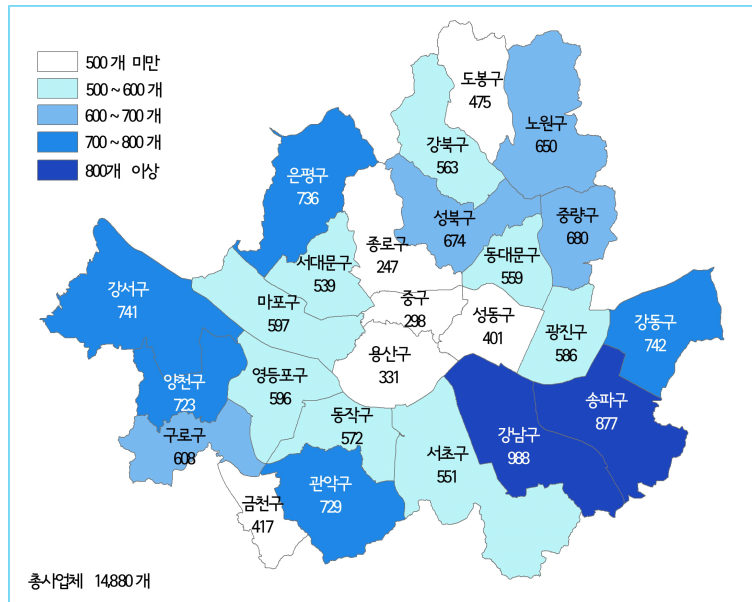 500개 미만
500 ~ 600 개
600 ~ 700 개
700 ~ 800 개
800개 이상
도봉구
475
노원구
650
강북구
563
은평구
736
성북구
674
중량구
680
종로구
247
동대문구
559
서대문구
539
강서구
741
마포구
597
중구
298
성동구
401
광진구
586
강동구
742
용산구
331
양천구
723
영등포구
596
송파구
877
동작구
572
구로구
608
강남구
988
서초구
551
관악구
729
금천구
417
총사업체 14,880 개